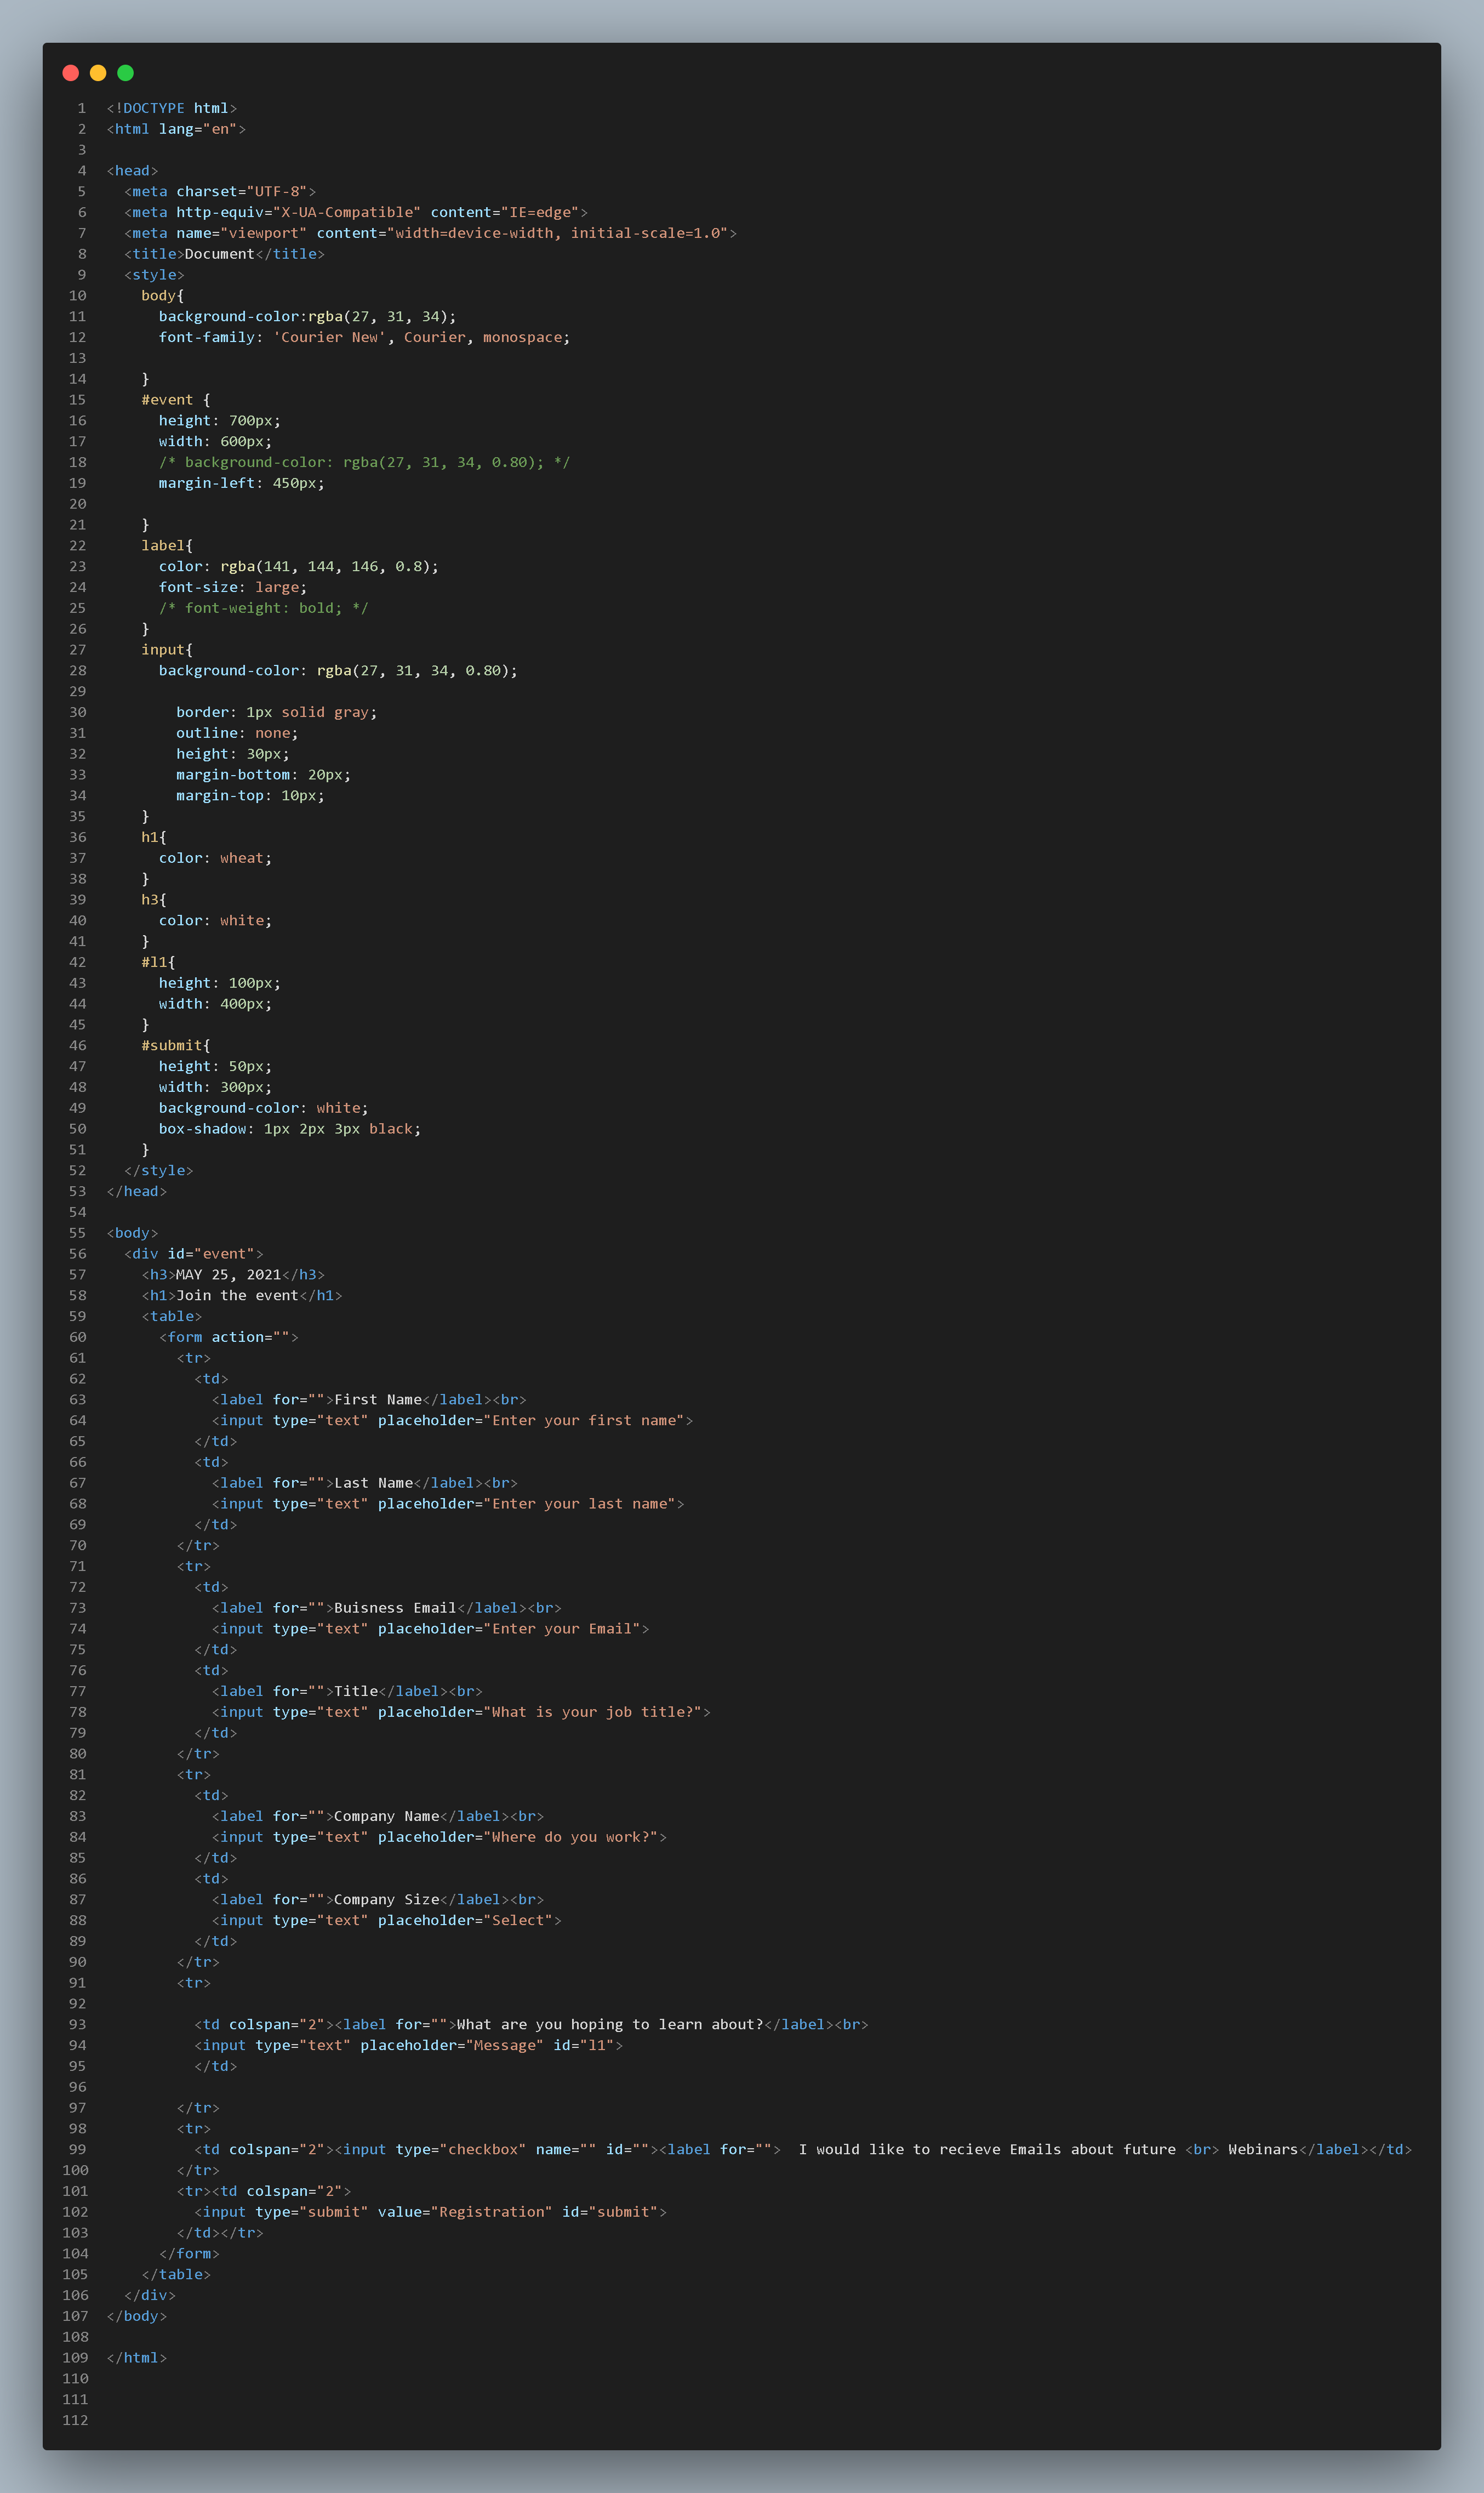 1 <!DOCTYPE html>
2 <html lang="en">
3
4 <head>
5   <meta charset="UTF-8">
6   <meta http-equiv="X-UA-Compatible" content="IE=edge">
7   <meta name="viewport" content="width=device-width, initial-scale=1.0">
8   <title>Document</title>
9   <style>
10     body{
11       background-color:rgba(27, 31, 34);
12       font-family: 'Courier New', Courier, monospace;
13
14     }
15     #event {
16       height: 700px;
17       width: 600px;
18       /* background-color: rgba(27, 31, 34, 0.80); */
19       margin-left: 450px;
20
21     }
22     label{
23       color: rgba(141, 144, 146, 0.8);
24       font-size: large;
25       /* font-weight: bold; */
26     }
27     input{
28       background-color: rgba(27, 31, 34, 0.80);
29
30         border: 1px solid gray;
31         outline: none;
32         height: 30px;
33         margin-bottom: 20px;
34         margin-top: 10px;
35     }
36     h1{
37       color: wheat;
38     }
39     h3{
40       color: white;
41     }
42     #l1{
43       height: 100px;
44       width: 400px;
45     }
46     #submit{
47       height: 50px;
48       width: 300px;
49       background-color: white;
50       box-shadow: 1px 2px 3px black;
51     }
52   </style>
53 </head>
54
55 <body>
56   <div id="event">
57     <h3>MAY 25, 2021</h3>
58     <h1>Join the event</h1>
59     <table>
60       <form action="">
61         <tr>
62           <td>
63             <label for="">First Name</label><br>
64             <input type="text" placeholder="Enter your first name">
65           </td>
66           <td>
67             <label for="">Last Name</label><br>
68             <input type="text" placeholder="Enter your last name">
69           </td>
70         </tr>
71         <tr>
72           <td>
73             <label for="">Buisness Email</label><br>
74             <input type="text" placeholder="Enter your Email">
75           </td>
76           <td>
77             <label for="">Title</label><br>
78             <input type="text" placeholder="What is your job title?">
79           </td>
80         </tr>
81         <tr>
82           <td>
83             <label for="">Company Name</label><br>
84             <input type="text" placeholder="Where do you work?">
85           </td>
86           <td>
87             <label for="">Company Size</label><br>
88             <input type="text" placeholder="Select">
89           </td>
90         </tr>
91         <tr>
92
93           <td colspan="2"><label for="">What are you hoping to learn about?</label><br>
94           <input type="text" placeholder="Message" id="l1">
95           </td>
96
97         </tr>
98         <tr>
99           <td colspan="2"><input type="checkbox" name="" id=""><label for="">  I would like to recieve Emails about future <br> Webinars</label></td>
100         </tr>
101         <tr><td colspan="2">
102           <input type="submit" value="Registration" id="submit">
103         </td></tr>
104       </form>
105     </table>
106   </div>
107 </body>
108
109 </html>
110
111
112